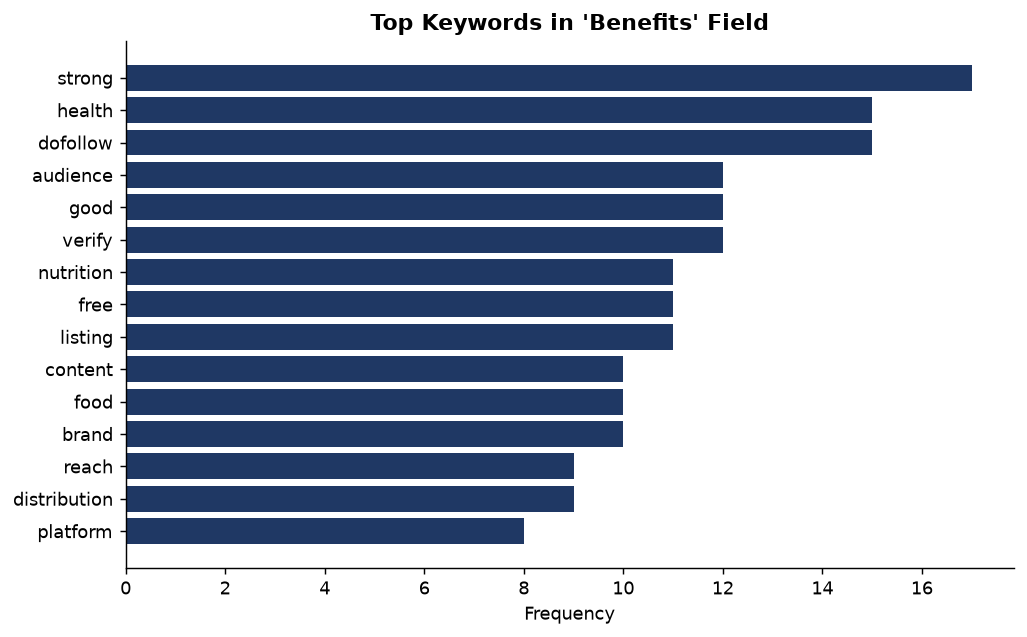 Top Keywords in 'Benefits' Field
strong
health
dofollow
audience
good
verify
nutrition
free
listing
content
food
brand
reach
distribution
platform
0 2 4 6 8 10 12 14 16
Frequency